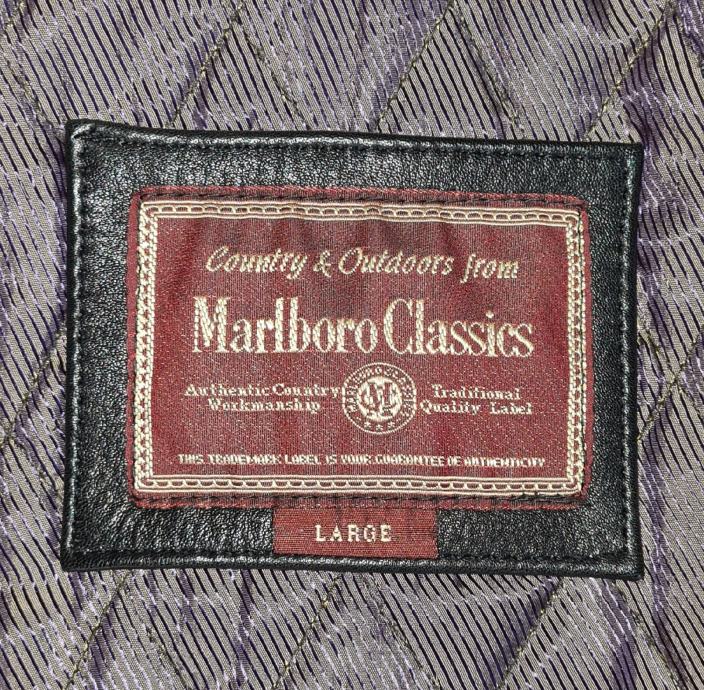 Country & Outdoors from
Marlboro Classics
Authentic Country Traditional
Workmanship Quality Label
THIS TRADEMARK LABEL IS YOUR GUARANTEE OF AUTHENTICITY
LARGE